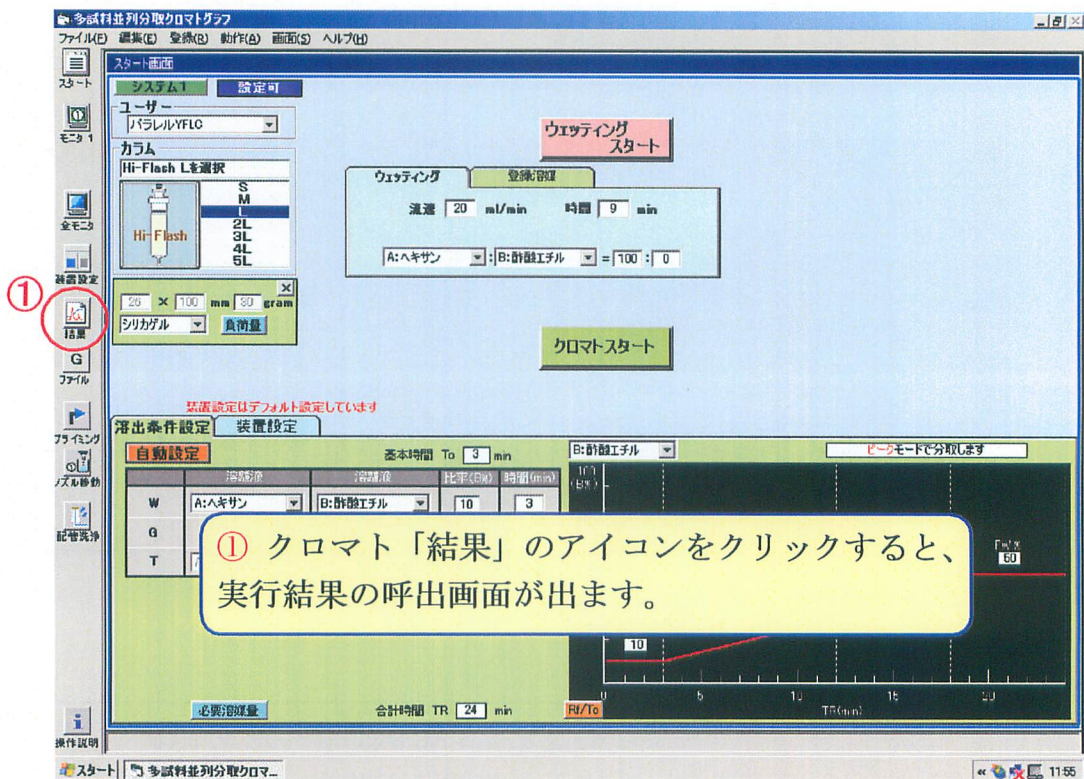 多試料並列分取クロマトグラフ
ファイル(F) 編集(E) 登録(R) 動作(A) 画面(S) ヘルプ(H)
スタート
モニタ 1
全モニタ
装置設定
①
結果
G
ファイル
プライミング
ノズル移動
配管洗浄
i
操作説明
スタート画面
システム1 設定可
ユーザー
パラレルYFLC
カラム
Hi-Flash Lを選択
Hi-Flash
S
M
L
2L
3L
4L
5L
26 × 100 mm 30 gram
シリカゲル 負荷量
ウェッティング
スタート
ウェッティング 登録溶媒
流速 20 ml/min 時間 9 min
A:ヘキサン : B:酢酸エチル = 100 : 0
クロマトスタート
装置設定はデフォルト設定しています
溶出条件設定 装置設定
自動設定 基本時間 To 3 min
比率(B%) 時間(min)
W A:ヘキサン B:酢酸エチル 10 3
G
T
① クロマト「結果」のアイコンをクリックすると、
実行結果の呼出画面が出ます。
必要溶媒量 合計時間 TR 24 min Rf/To
B:酢酸エチル ピークモードで分取します
100
(B%)
60
10
0 5 10 15 20
TR(min)
スタート 多試料並列分取クロマ... « 11:55